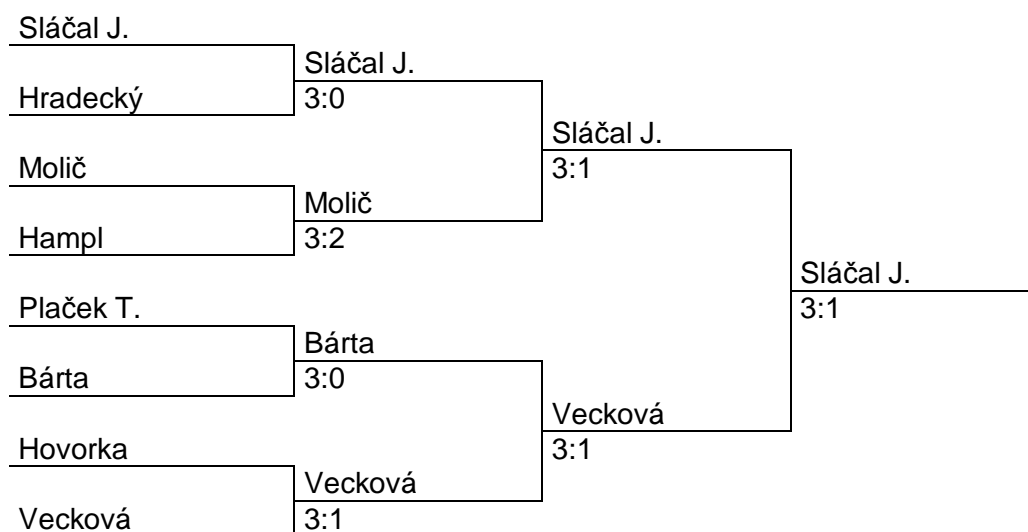 Sláčal J.
Sláčal J.
Hradecký
3:0
Sláčal J.
Molič
3:1
Molič
Hampl
3:2
Sláčal J.
Plaček T.
3:1
Bárta
Bárta
3:0
Vecková
Hovorka
3:1
Vecková
Vecková
3:1